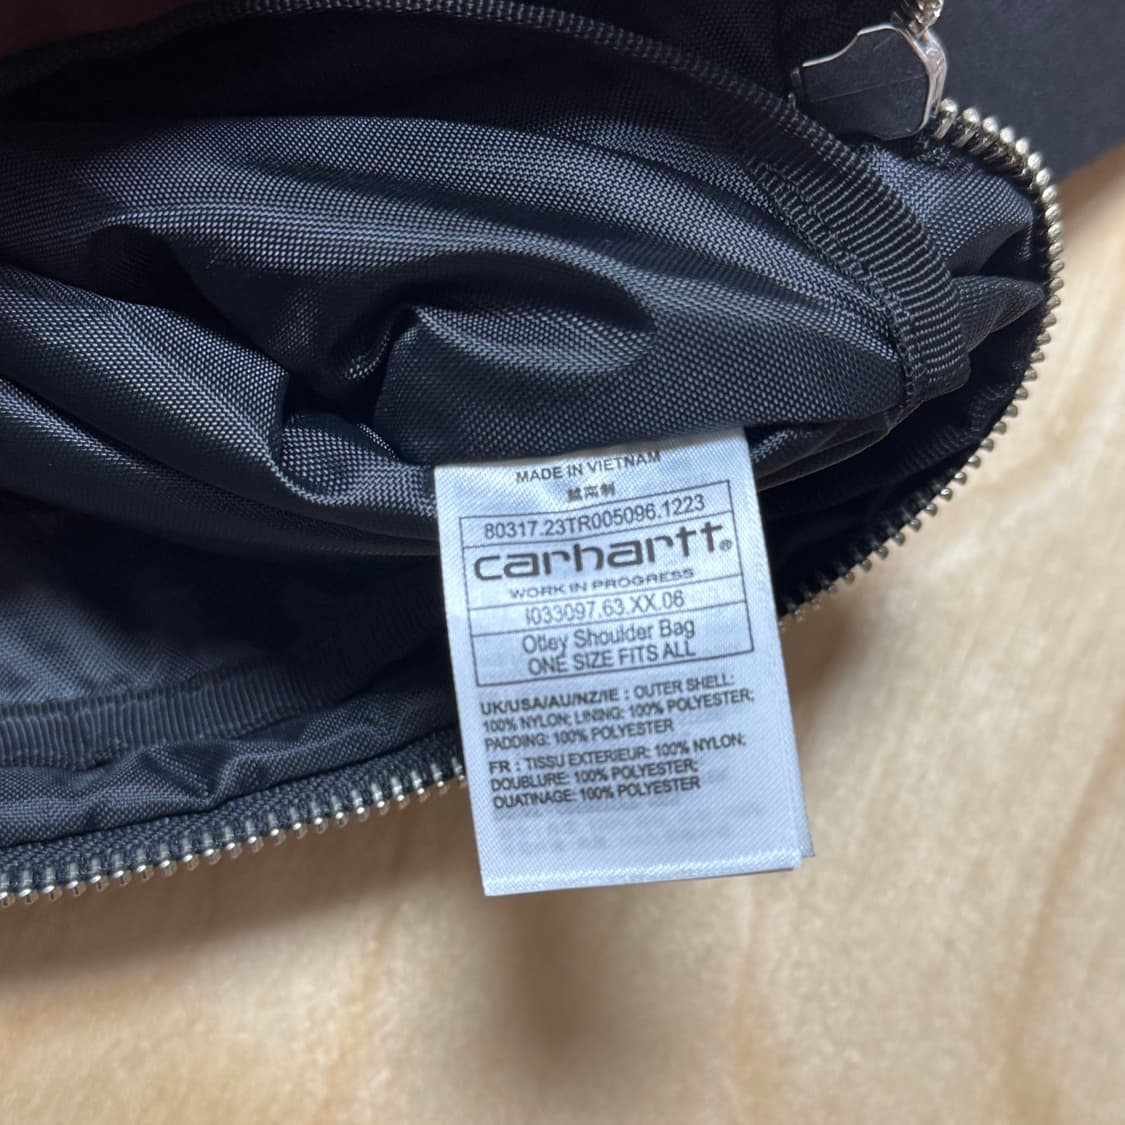 MADE IN VIETNAM
越南制
80317.23TR005096.1223
carhartt®
WORK IN PROGRESS
I033097.63.XX.06
Otley Shoulder Bag
ONE SIZE FITS ALL
UK/USA/AU/NZ/IE : OUTER SHELL:
100% NYLON; LINING: 100% POLYESTER;
PADDING: 100% POLYESTER
FR : TISSU EXTERIEUR: 100% NYLON;
DOUBLURE: 100% POLYESTER;
OUATINAGE: 100% POLYESTER